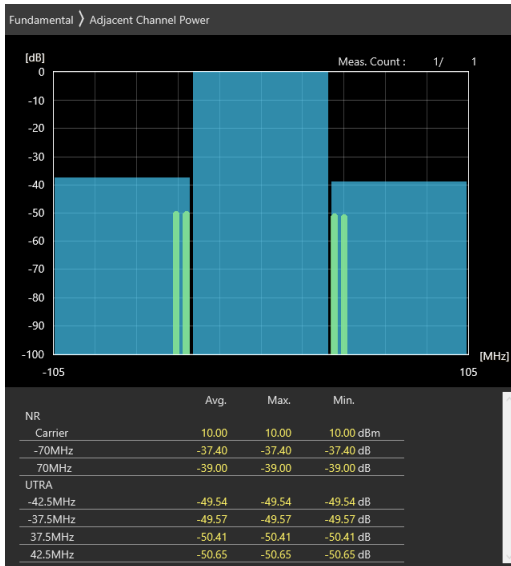 Fundamental 〉 Adjacent Channel Power
[dB]
Meas. Count : 1/ 1
0
-10
-20
-30
-40
-50
-60
-70
-80
-90
-100
[MHz]
-105 105
Avg. Max. Min.
NR
Carrier 10.00 10.00 10.00 dBm
-70MHz -37.40 -37.40 -37.40 dB
70MHz -39.00 -39.00 -39.00 dB
UTRA
-42.5MHz -49.54 -49.54 -49.54 dB
-37.5MHz -49.57 -49.57 -49.57 dB
37.5MHz -50.41 -50.41 -50.41 dB
42.5MHz -50.65 -50.65 -50.65 dB